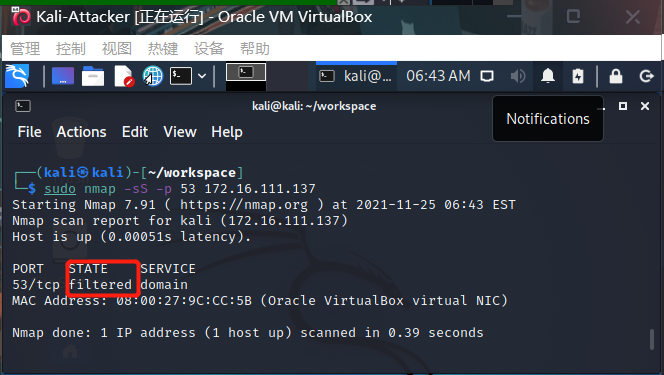 Kali-Attacker [正在运行] - Oracle VM VirtualBox
管理 控制 视图 热键 设备 帮助
kali@... 06:43 AM
kali@kali: ~/workspace
File Actions Edit View Help
Notifications
┌──(kali㉿kali)-[~/workspace]
└─$ sudo nmap -sS -p 53 172.16.111.137
Starting Nmap 7.91 ( https://nmap.org ) at 2021-11-25 06:43 EST
Nmap scan report for kali (172.16.111.137)
Host is up (0.00051s latency).
PORT STATE SERVICE
53/tcp filtered domain
MAC Address: 08:00:27:9C:CC:5B (Oracle VirtualBox virtual NIC)
Nmap done: 1 IP address (1 host up) scanned in 0.39 seconds